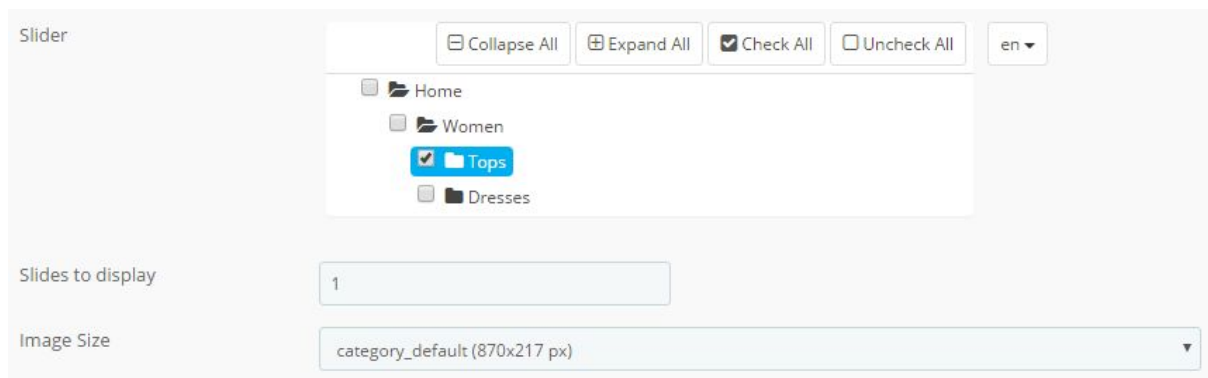 Slider
Collapse All Expand All Check All Uncheck All en
Home
Women
Tops
Dresses
Slides to display
1
Image Size
category_default (870x217 px)